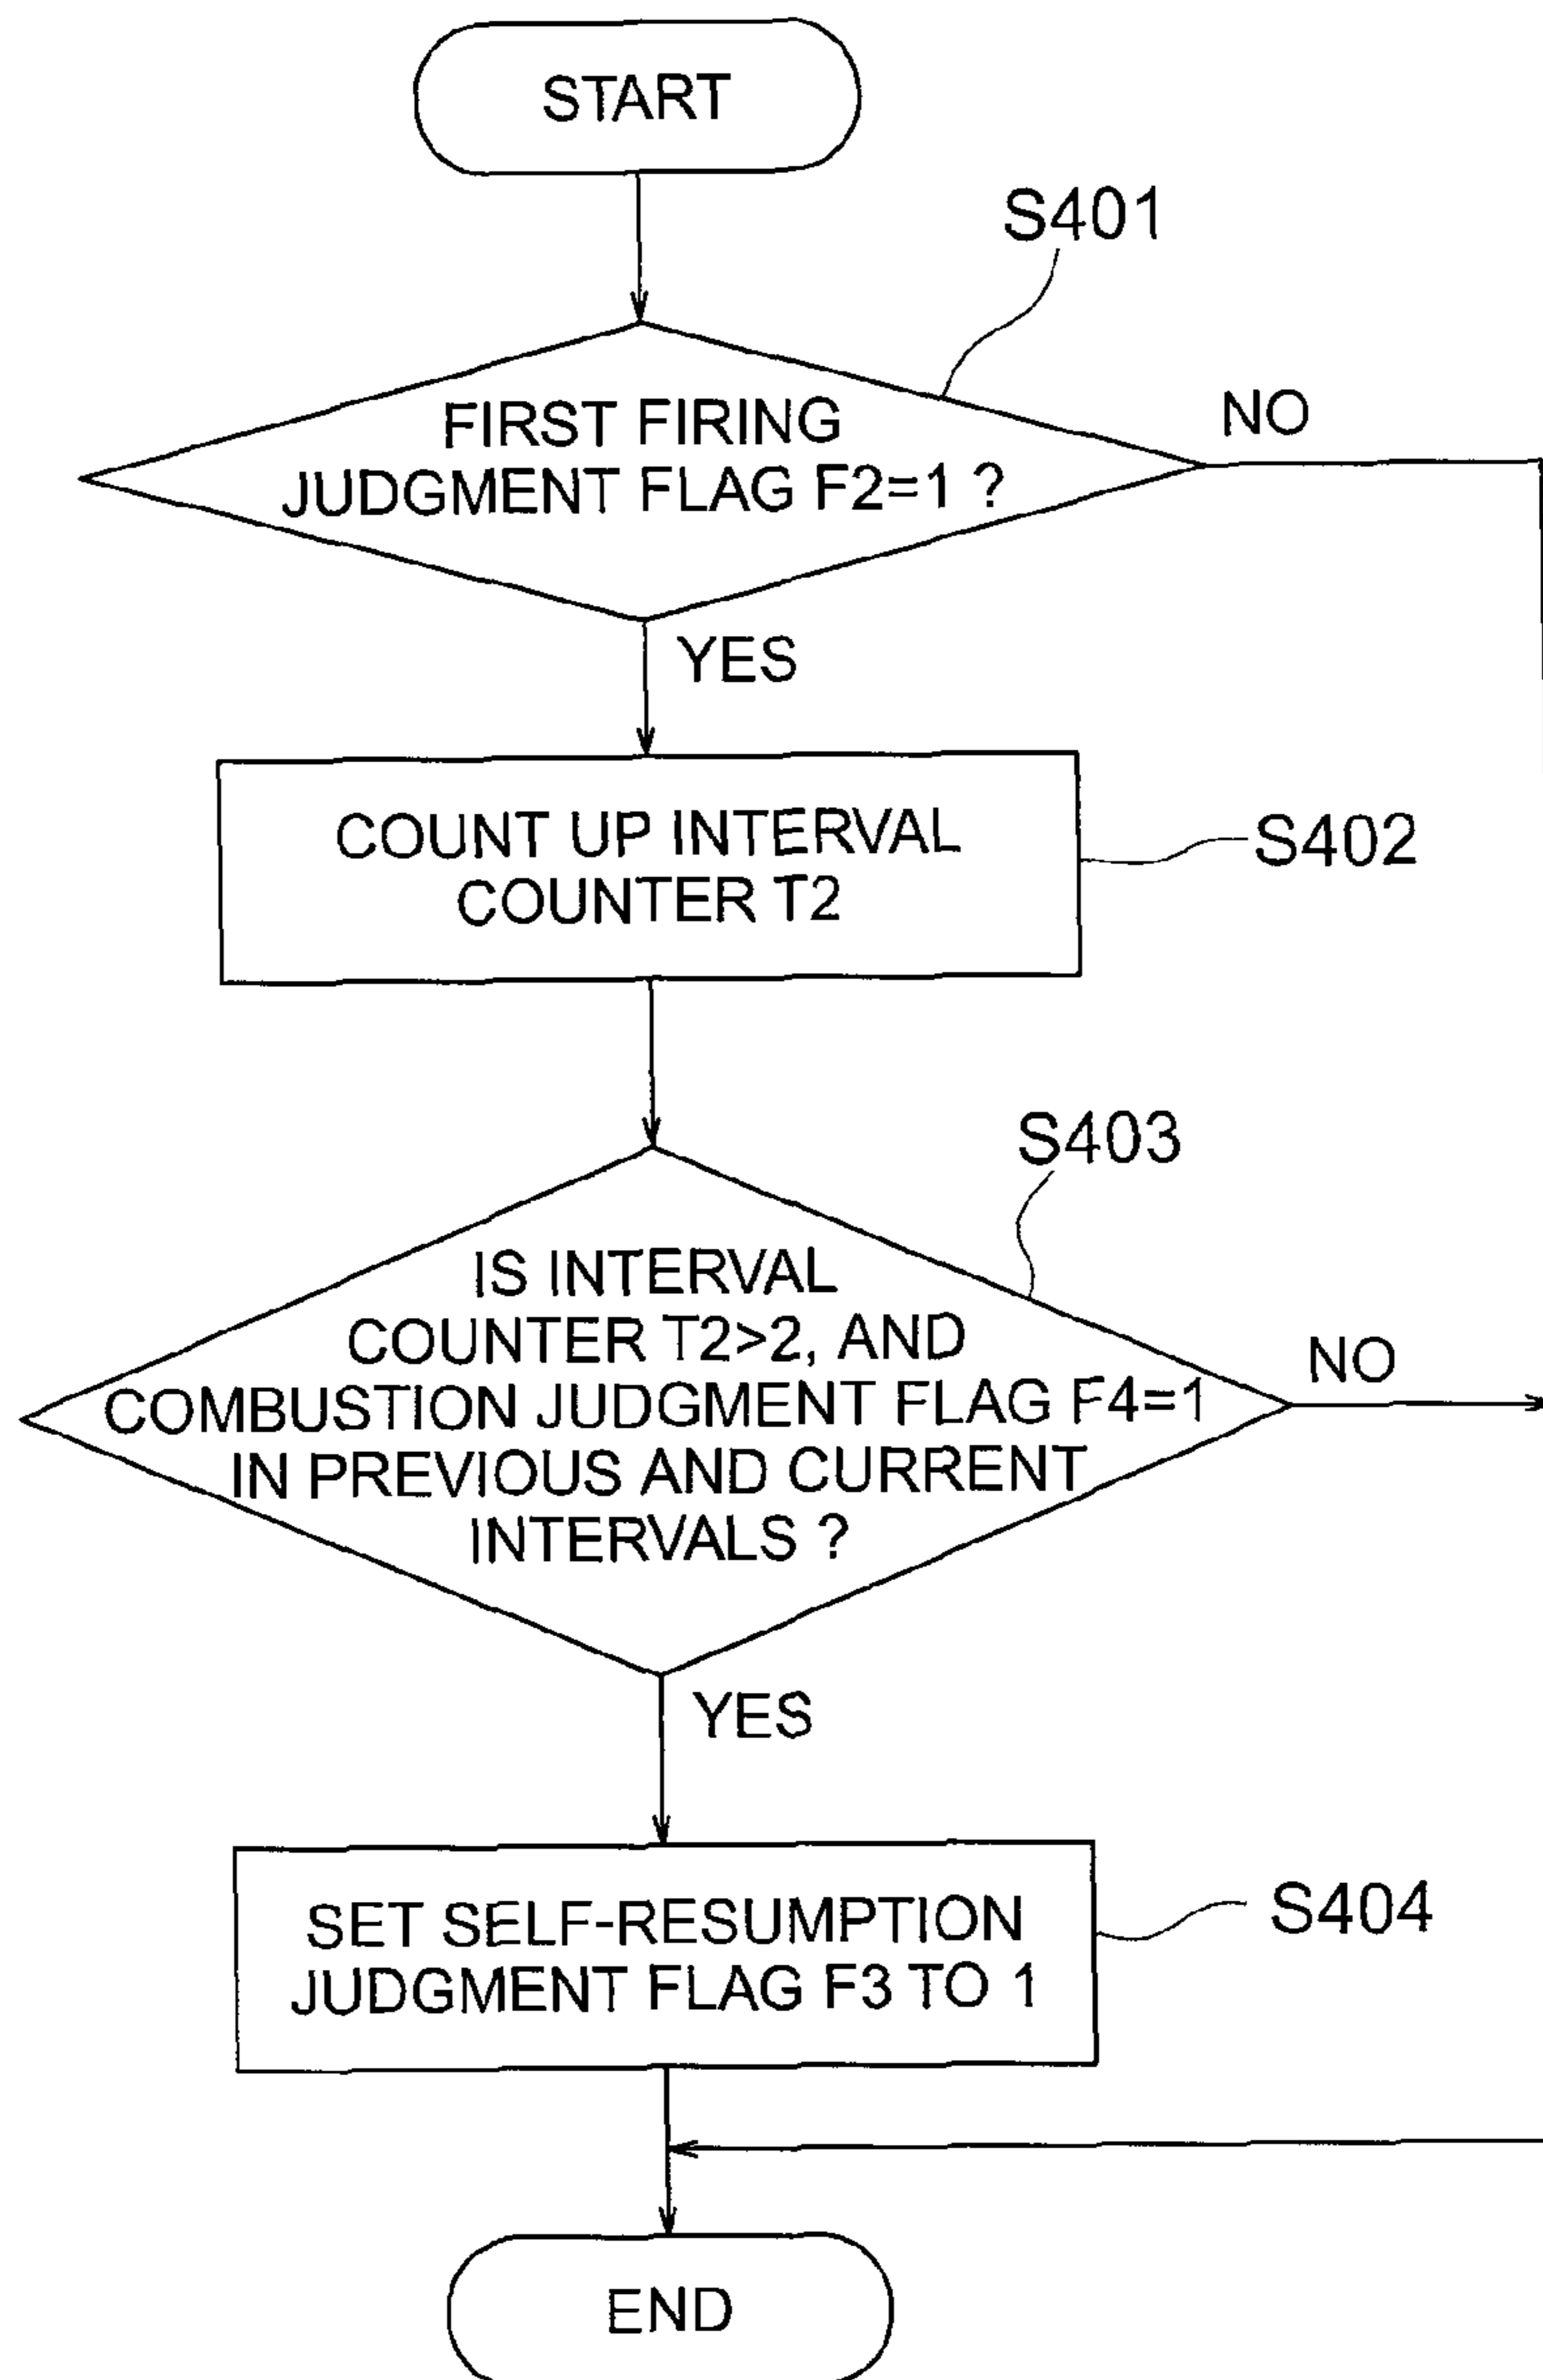 START
S401
FIRST FIRING
JUDGMENT FLAG F2=1 ?
NO
YES
COUNT UP INTERVAL
COUNTER T2
S402
S403
IS INTERVAL
COUNTER T2>2, AND
COMBUSTION JUDGMENT FLAG F4=1
IN PREVIOUS AND CURRENT
INTERVALS ?
NO
YES
SET SELF-RESUMPTION
JUDGMENT FLAG F3 TO 1
S404
END